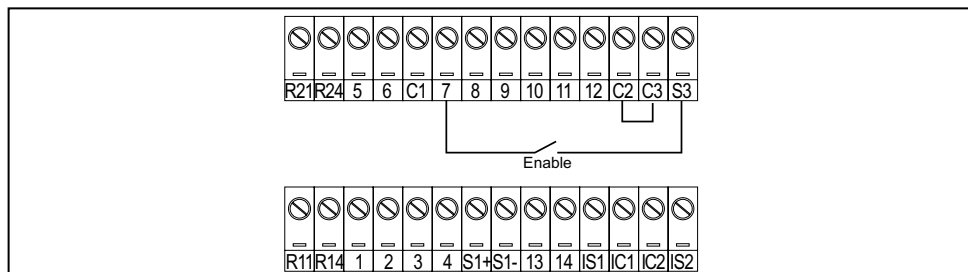 R21 R24 5 6 C1 7 8 9 10 11 12 C2 C3 S3
Enable
R11 R14 1 2 3 4 S1+ S1- 13 14 IS1 IC1 IC2 IS2